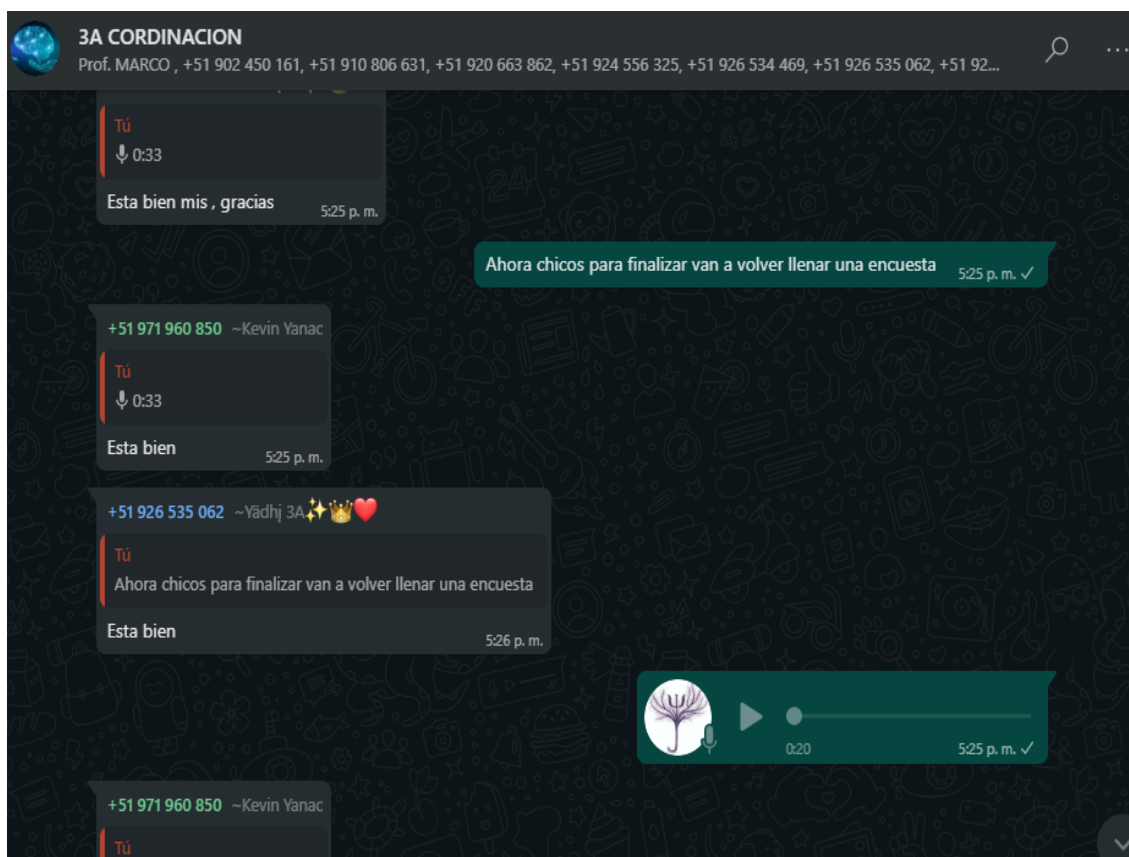 3A CORDINACION
Prof. MARCO , +51 902 450 161, +51 910 806 631, +51 920 663 862, +51 924 556 325, +51 926 534 469, +51 926 535 062, +51 92...
Tú
0:33
Esta bien mis , gracias
5:25 p. m.
Ahora chicos para finalizar van a volver llenar una encuesta
5:25 p. m.
+51 971 960 850 ~Kevin Yanac
Tú
0:33
Esta bien
5:25 p. m.
+51 926 535 062 ~Yādhj 3A✨👑❤️
Tú
Ahora chicos para finalizar van a volver llenar una encuesta
Esta bien
5:26 p. m.
0:20
5:25 p. m.
+51 971 960 850 ~Kevin Yanac
Tú